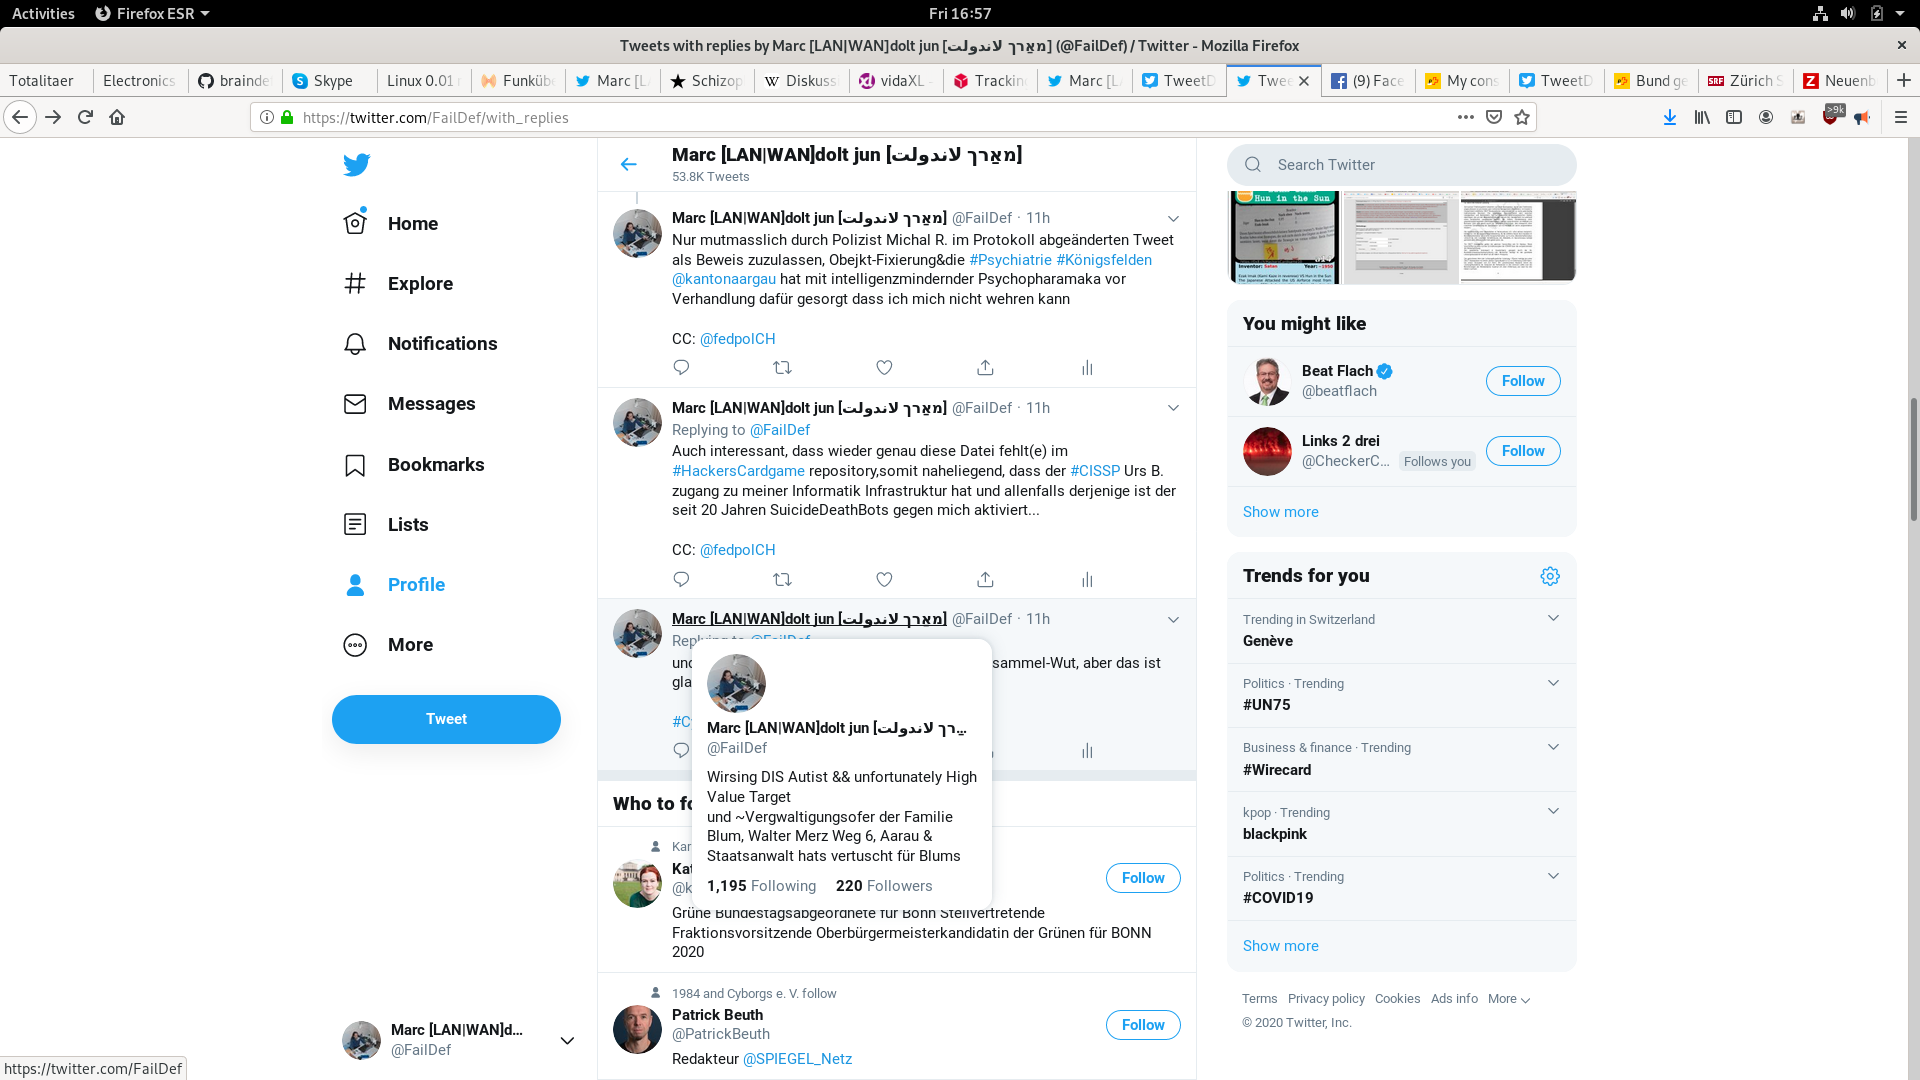 Activities
Firefox ESR
Fri 16:57
Tweets with replies by Marc [LAN|WAN]dolt jun [מאַרך לאנדולת] (@FailDef) / Twitter - Mozilla Firefox
Totalitaer
Electronics
brainde
Skype
Linux 0.01
Funkübe
Marc [LA
Schizop
Diskuss
vidaXL -
Trackin
Marc [LA
TweetD
Twee
(9) Face
My cons
TweetD
Bund ge
SRF
Zürich S
Neuenb
https://twitter.com/FailDef/with_replies
>9k
Home
Explore
Notifications
Messages
Bookmarks
Lists
Profile
More
Tweet
Marc [LAN|WAN]d...
@FailDef
https://twitter.com/FailDef
Marc [LAN|WAN]dolt jun [מאַרך לאנדולת]
53.8K Tweets
Marc [LAN|WAN]dolt jun [מאַרך לאנדולת] @FailDef · 11h
Nur mutmasslich durch Polizist Michal R. im Protokoll abgeänderten Tweet
als Beweis zuzulassen, Obejkt-Fixierung&die #Psychiatrie #Königsfelden
@kantonaargau hat mit intelligenzmindernder Psychopharamaka vor
Verhandlung dafür gesorgt dass ich mich nicht wehren kann
CC: @fedpolCH
Marc [LAN|WAN]dolt jun [מאַרך לאנדולת] @FailDef · 11h
Replying to @FailDef
Auch interessant, dass wieder genau diese Datei fehlt(e) im
#HackersCardgame repository,somit naheliegend, dass der #CISSP Urs B.
zugang zu meiner Informatik Infrastruktur hat und allenfalls derjenige ist der
seit 20 Jahren SuicideDeathBots gegen mich aktiviert...
CC: @fedpolCH
Marc [LAN|WAN]dolt jun [מאַרך לאנדולת] @FailDef · 11h
Replying to @FailDef
und
sammel-Wut, aber das ist
gla
#Cy
Marc [LAN|WAN]dolt jun [אַרך לאנדולת...
@FailDef
Wirsing DIS Autist && unfortunately High
Value Target
und ~Vergwaltigungsofer der Familie
Blum, Walter Merz Weg 6, Aarau &
Staatsanwalt hats vertuscht für Blums
1,195 Following 220 Followers
Who to fo
Kar
Kat
@k
Follow
Grüne Bundestagsabgeordnete für Bonn Stellvertretende
Fraktionsvorsitzende Oberbürgermeisterkandidatin der Grünen für BONN
2020
1984 and Cyborgs e. V. follow
Patrick Beuth
@PatrickBeuth
Follow
Redakteur @SPIEGEL_Netz
Search Twitter
Hun in the Sun
You might like
Beat Flach
@beatflach
Follow
Links 2 drei
@CheckerC... Follows you
Follow
Show more
Trends for you
Trending in Switzerland
Genève
Politics · Trending
#UN75
Business & finance · Trending
#Wirecard
kpop · Trending
blackpink
Politics · Trending
#COVID19
Show more
Terms Privacy policy Cookies Ads info More
© 2020 Twitter, Inc.